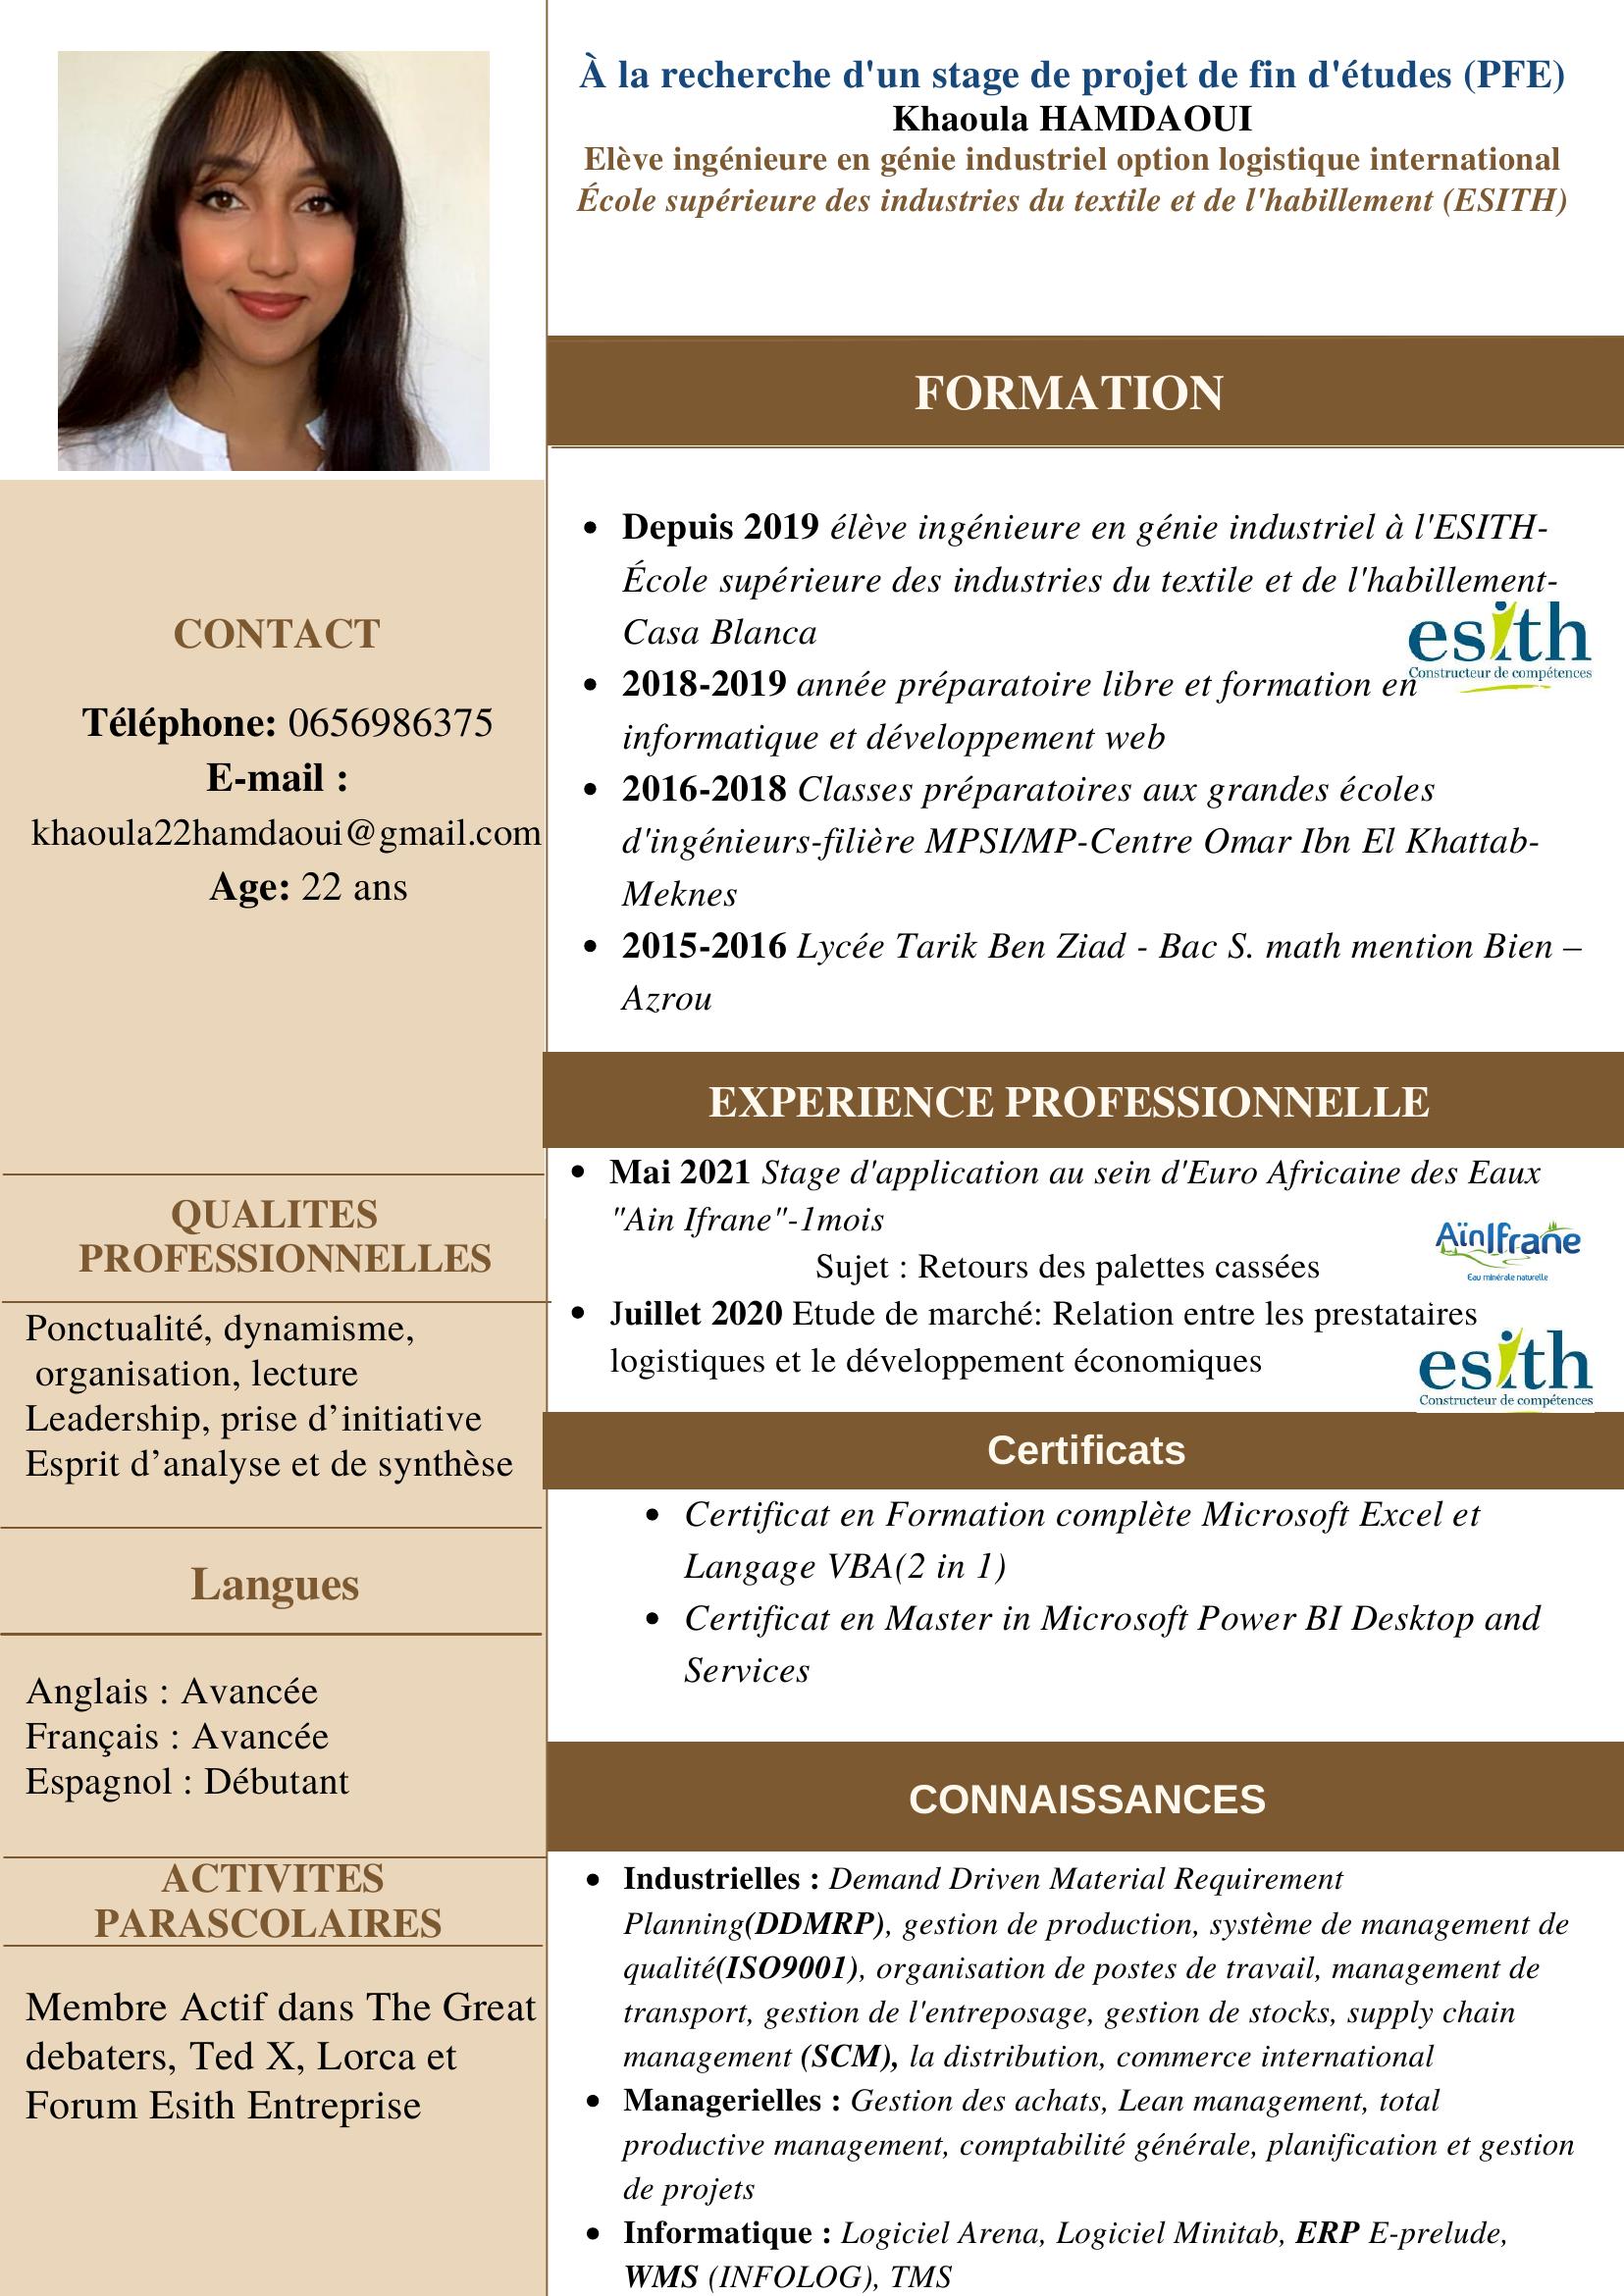 À la recherche d'un stage de projet de fin d'études (PFE)
Khaoula HAMDAOUI
Elève ingénieure en génie industriel option logistique international
École supérieure des industries du textile et de l'habillement (ESITH)
CONTACT
Téléphone: 0656986375
E-mail :
khaoula22hamdaoui@gmail.com
Age: 22 ans
QUALITES
PROFESSIONNELLES
Ponctualité, dynamisme,
organisation, lecture
Leadership, prise d’initiative
Esprit d’analyse et de synthèse
Langues
Anglais : Avancée
Français : Avancée
Espagnol : Débutant
ACTIVITES
PARASCOLAIRES
Membre Actif dans The Great
debaters, Ted X, Lorca et
Forum Esith Entreprise
FORMATION
• Depuis 2019 élève ingénieure en génie industriel à l'ESITH-
École supérieure des industries du textile et de l'habillement-
Casa Blanca
esith
Constructeur de compétences
• 2018-2019 année préparatoire libre et formation en
informatique et développement web
• 2016-2018 Classes préparatoires aux grandes écoles
d'ingénieurs-filière MPSI/MP-Centre Omar Ibn El Khattab-
Meknes
• 2015-2016 Lycée Tarik Ben Ziad - Bac S. math mention Bien –
Azrou
EXPERIENCE PROFESSIONNELLE
• Mai 2021 Stage d'application au sein d'Euro Africaine des Eaux
"Ain Ifrane"-1mois
Sujet : Retours des palettes cassées
AïnIfrane
Eau minérale naturelle
• Juillet 2020 Etude de marché: Relation entre les prestataires
logistiques et le développement économiques
esith
Constructeur de compétences
Certificats
• Certificat en Formation complète Microsoft Excel et
Langage VBA(2 in 1)
• Certificat en Master in Microsoft Power BI Desktop and
Services
CONNAISSANCES
• Industrielles : Demand Driven Material Requirement
Planning(DDMRP), gestion de production, système de management de
qualité(ISO9001), organisation de postes de travail, management de
transport, gestion de l'entreposage, gestion de stocks, supply chain
management (SCM), la distribution, commerce international
• Managerielles : Gestion des achats, Lean management, total
productive management, comptabilité générale, planification et gestion
de projets
• Informatique : Logiciel Arena, Logiciel Minitab, ERP E-prelude,
WMS (INFOLOG), TMS